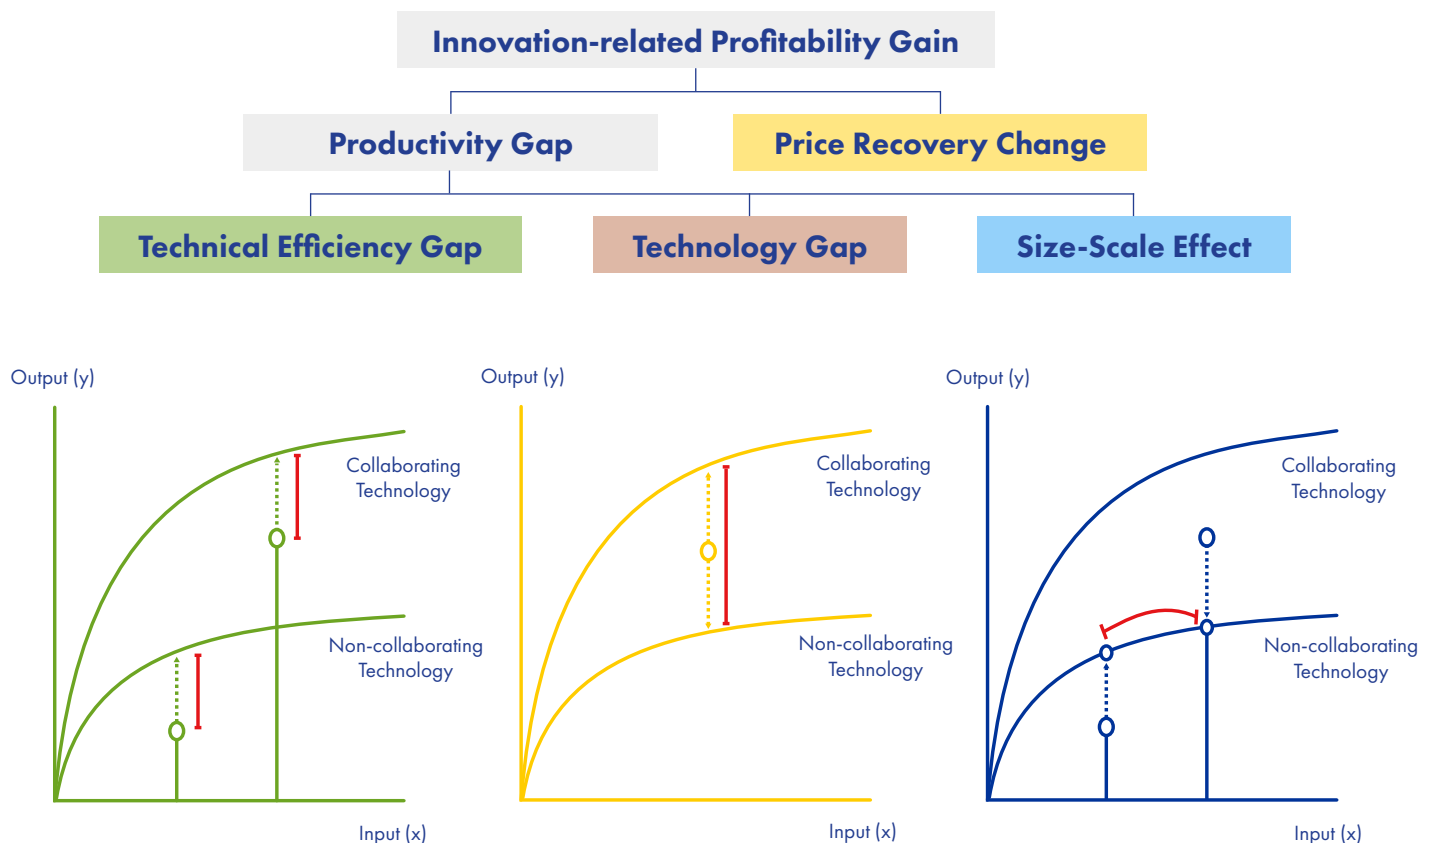 Innovation-related Profitability Gain
Productivity Gap
Price Recovery Change
Technical Efficiency Gap
Technology Gap
Size-Scale Effect
Output (y)
Collaborating
Technology
Non-collaborating
Technology
Input (x)
Output (y)
Collaborating
Technology
Non-collaborating
Technology
Input (x)
Output (y)
Collaborating
Technology
Non-collaborating
Technology
Input (x)